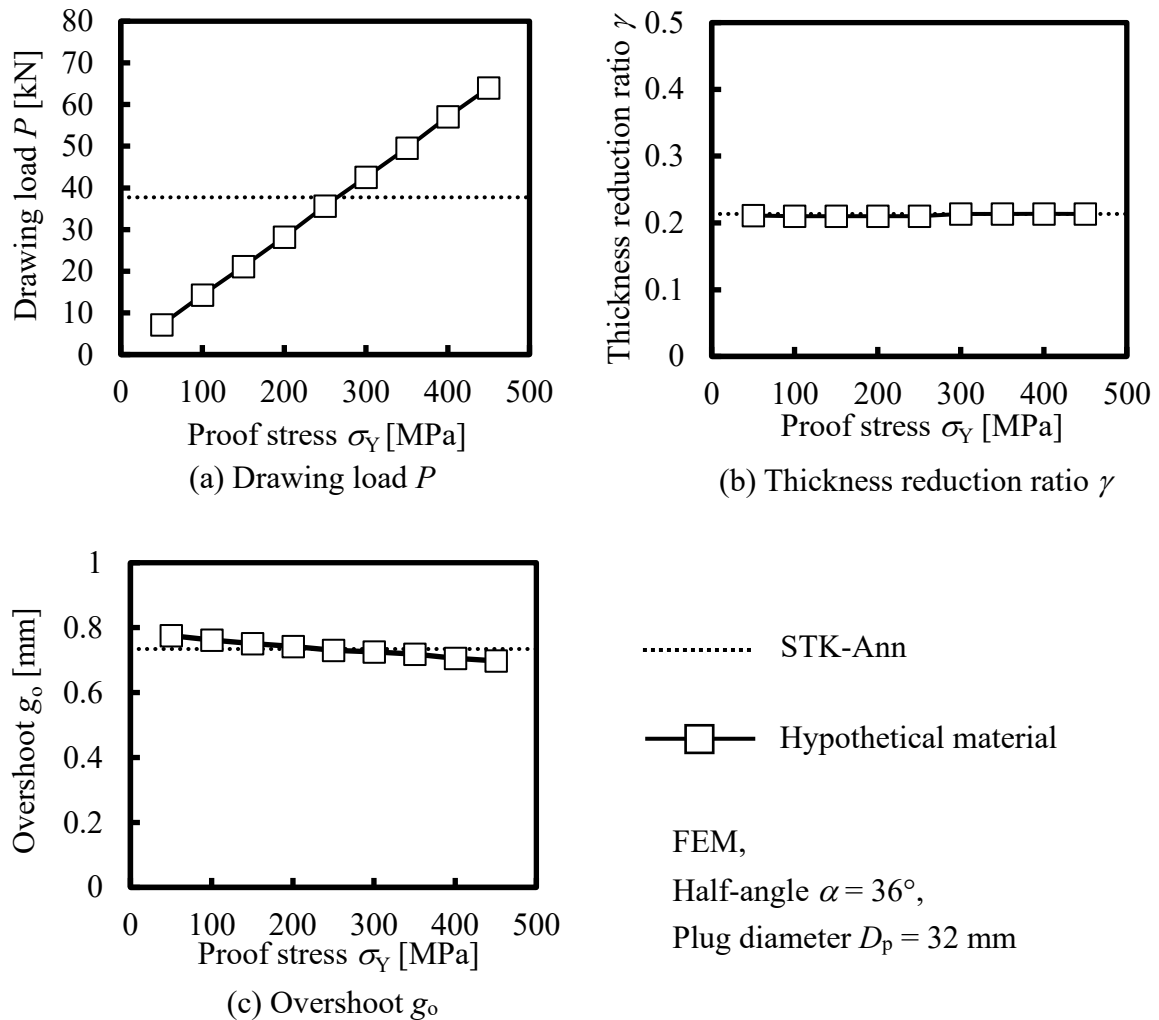 80
70
60
50
40
30
20
10
0
Drawing load P [kN]
0 100 200 300 400 500
Proof stress σY [MPa]
(a) Drawing load P
0.5
0.4
0.3
0.2
0.1
0
Thickness reduction ratio γ
0 100 200 300 400 500
Proof stress σY [MPa]
(b) Thickness reduction ratio γ
1
0.8
0.6
0.4
0.2
0
Overshoot go [mm]
0 100 200 300 400 500
Proof stress σY [MPa]
(c) Overshoot go
STK-Ann
Hypothetical material
FEM,
Half-angle α = 36°,
Plug diameter Dp = 32 mm